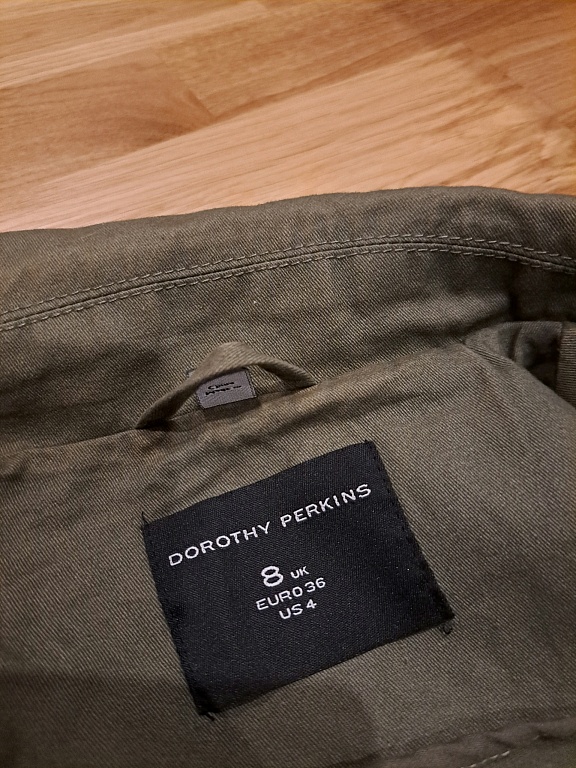 DOROTHY PERKINS
8 UK
EURO 36
US 4